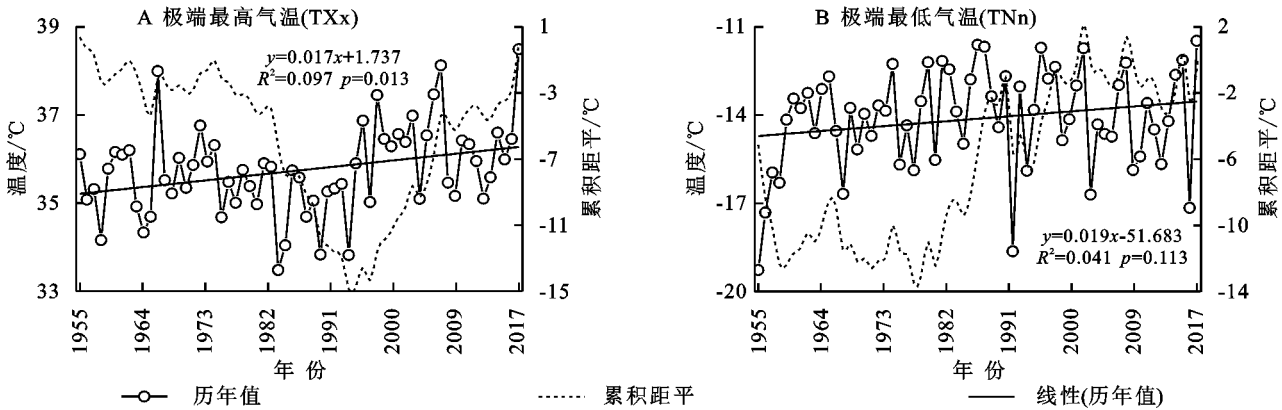 A 极端最高气温(TXx)
39
37
35
33
温度/℃
y=0.017x+1.737
R²=0.097 p=0.013
1
-3
-7
-11
-15
累积距平/℃
1955
1964
1973
1982
1991
2000
2009
2017
年 份
B 极端最低气温(TNn)
-11
-14
-17
-20
温度/℃
y=0.019x-51.683
R²=0.041 p=0.113
2
-2
-6
-10
-14
累积距平/℃
1955
1964
1973
1982
1991
2000
2009
2017
年 份
历年值
累积距平
线性(历年值)